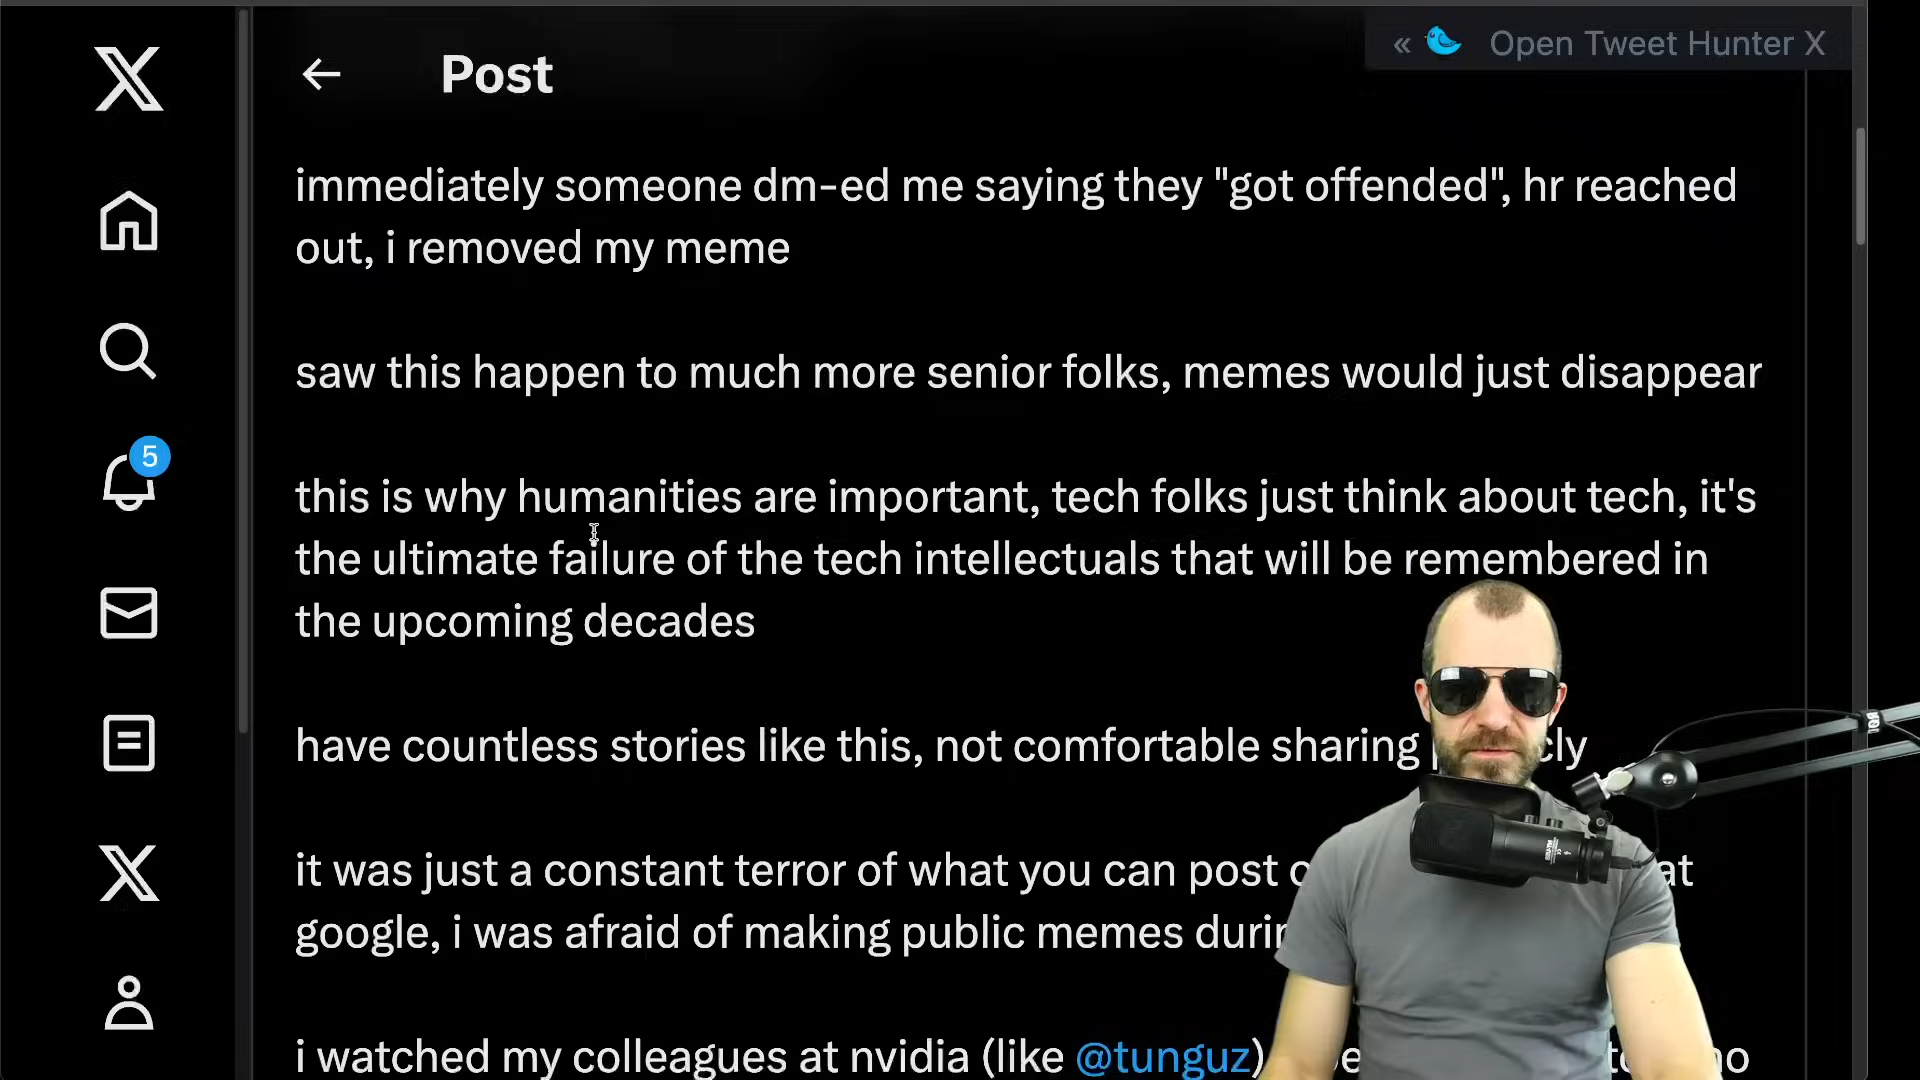 « Open Tweet Hunter X
Post
immediately someone dm-ed me saying they "got offended", hr reached
out, i removed my meme
saw this happen to much more senior folks, memes would just disappear
5
this is why humanities are important, tech folks just think about tech, it's
the ultimate failure of the tech intellectuals that will be remembered in
the upcoming decades
have countless stories like this, not comfortable sharing
it was just a constant terror of what you can post
google, i was afraid of making public memes
i watched my colleagues at nvidia (like @tunguz)